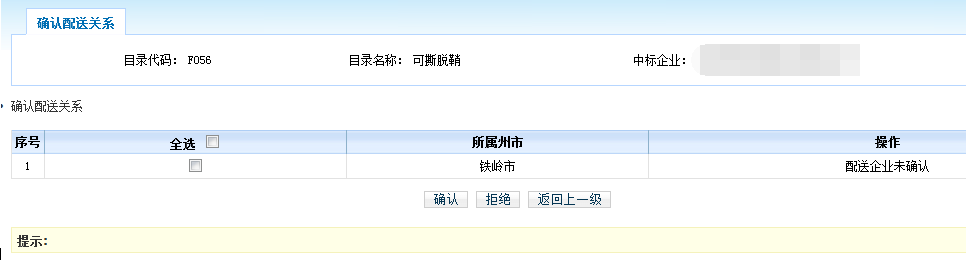 确认配送关系
目录代码： F056 目录名称：可撕脱鞘 中标企业：
确认配送关系
序号 全选 所属州市 操作
1 铁岭市 配送企业未确认
确认 拒绝 返回上一级
提示：